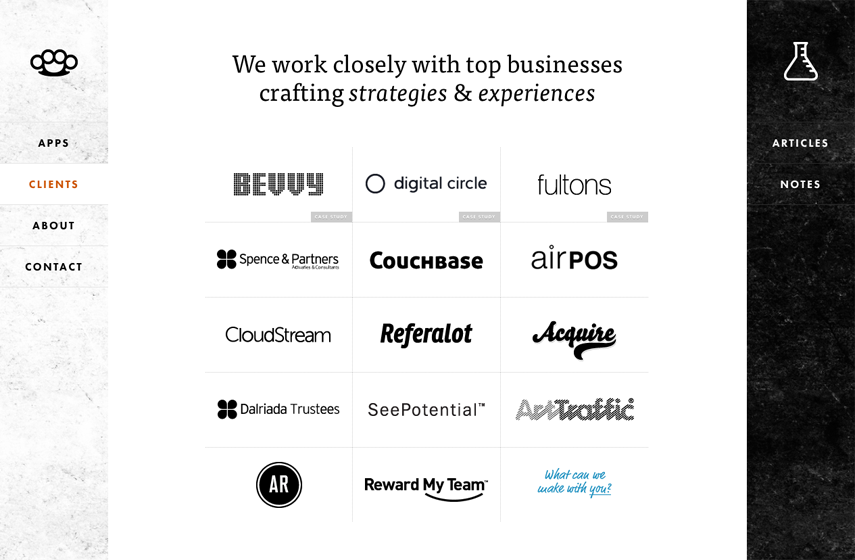 We work closely with top businesses
crafting strategies & experiences
APPS
CLIENTS
ABOUT
CONTACT
ARTICLES
NOTES
BEVVY
digital circle
fultons
CASE STUDY
CASE STUDY
CASE STUDY
Spence & Partners
Actuaries & Consultants
COUCHBASE
airPOS
CloudStream
Referalot
Acquire
Dalriada Trustees
SeePotential™
ArtTraffic
AR
Reward My Team™
What can we
make with you?